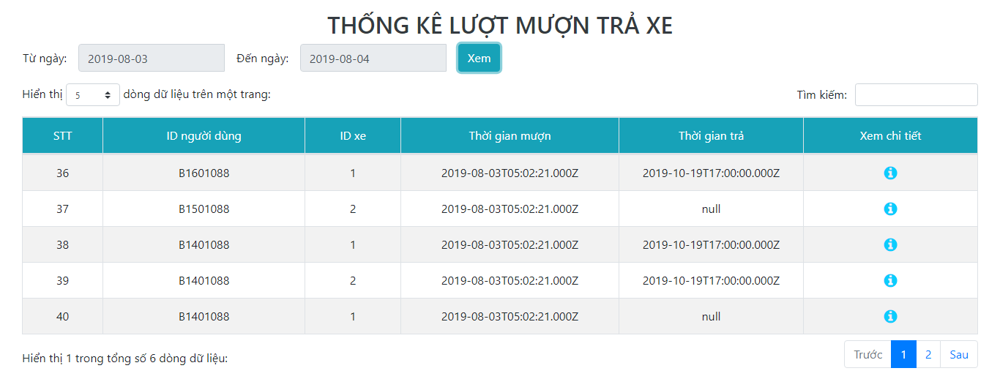 THỐNG KÊ LƯỢT MƯỢN TRẢ XE
Từ ngày: 2019-08-03 Đến ngày: 2019-08-04 Xem
Hiển thị 5 dòng dữ liệu trên một trang: Tìm kiếm:
STT ID người dùng ID xe Thời gian mượn Thời gian trả Xem chi tiết
36 B1601088 1 2019-08-03T05:02:21.000Z 2019-10-19T17:00:00.000Z
37 B1501088 2 2019-08-03T05:02:21.000Z null
38 B1401088 1 2019-08-03T05:02:21.000Z 2019-10-19T17:00:00.000Z
39 B1401088 2 2019-08-03T05:02:21.000Z 2019-10-19T17:00:00.000Z
40 B1401088 1 2019-08-03T05:02:21.000Z null
Hiển thị 1 trong tổng số 6 dòng dữ liệu: Trước 1 2 Sau